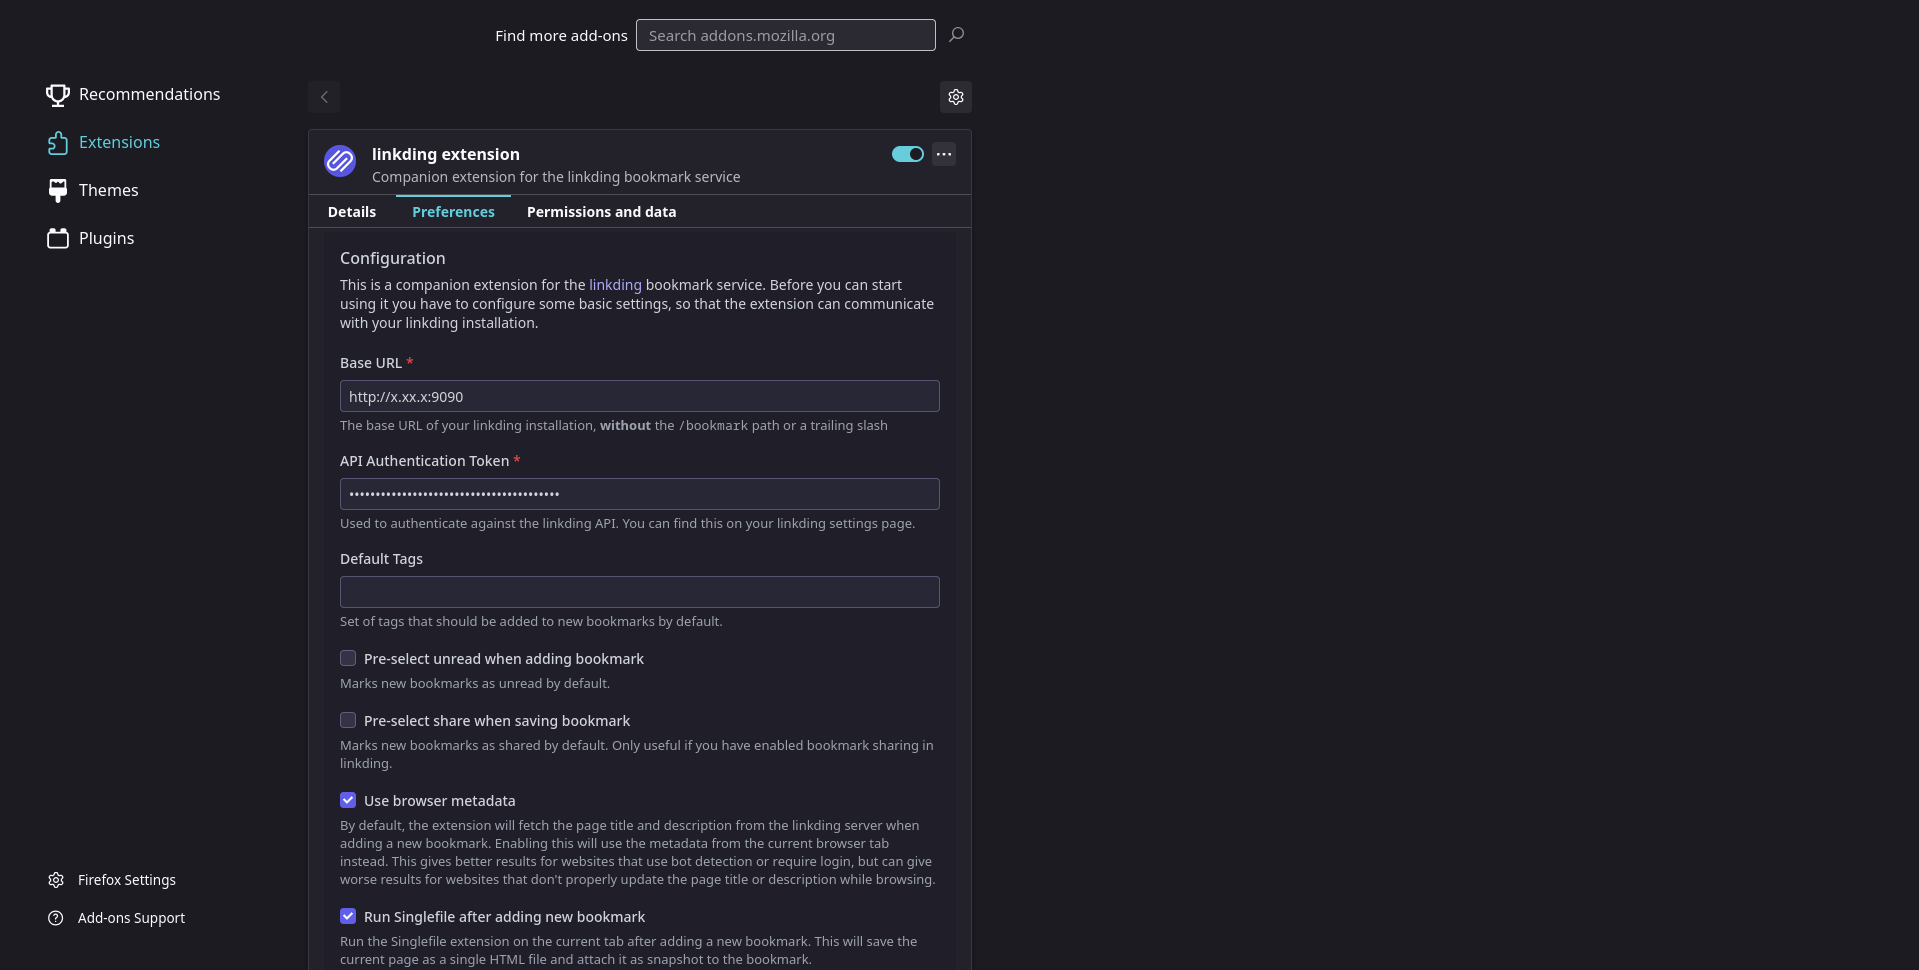 Find more add-ons
Search addons.mozilla.org
Recommendations
Extensions
Themes
Plugins
linkding extension
Companion extension for the linkding bookmark service
Details Preferences Permissions and data
Configuration
This is a companion extension for the linkding bookmark service. Before you can start
using it you have to configure some basic settings, so that the extension can communicate
with your linkding installation.
Base URL *
http://x.xx.x:9090
The base URL of your linkding installation, without the /bookmark path or a trailing slash
API Authentication Token *
••••••••••••••••••••••••••••••••••••••••
Used to authenticate against the linkding API. You can find this on your linkding settings page.
Default Tags
Set of tags that should be added to new bookmarks by default.
Pre-select unread when adding bookmark
Marks new bookmarks as unread by default.
Pre-select share when saving bookmark
Marks new bookmarks as shared by default. Only useful if you have enabled bookmark sharing in
linkding.
Use browser metadata
By default, the extension will fetch the page title and description from the linkding server when
adding a new bookmark. Enabling this will use the metadata from the current browser tab
instead. This gives better results for websites that use bot detection or require login, but can give
worse results for websites that don't properly update the page title or description while browsing.
Run Singlefile after adding new bookmark
Run the Singlefile extension on the current tab after adding a new bookmark. This will save the
current page as a single HTML file and attach it as snapshot to the bookmark.
Firefox Settings
Add-ons Support